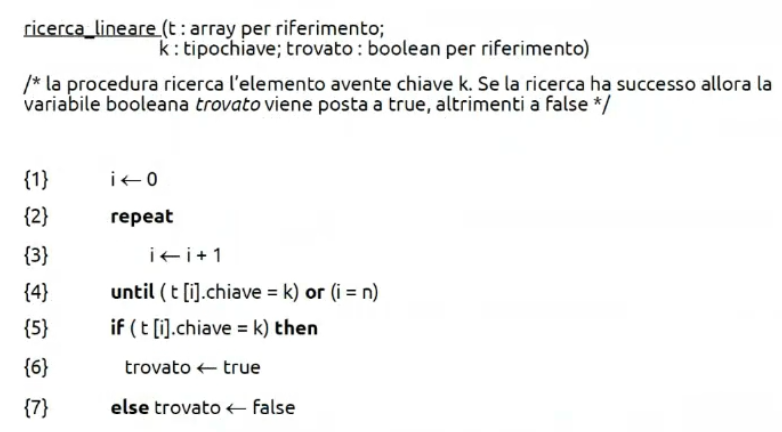 ricerca_lineare (t : array per riferimento;
k : tipochiave; trovato : boolean per riferimento)
/* la procedura ricerca l’elemento avente chiave k. Se la ricerca ha successo allora la
variabile booleana trovato viene posta a true, altrimenti a false */
{1} i ← 0
{2} repeat
{3} i ← i + 1
{4} until ( t [i].chiave = k) or (i = n)
{5} if ( t [i].chiave = k) then
{6} trovato ← true
{7} else trovato ← false